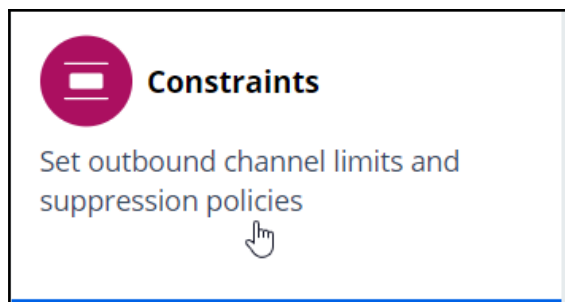 Constraints
Set outbound channel limits and
suppression policies